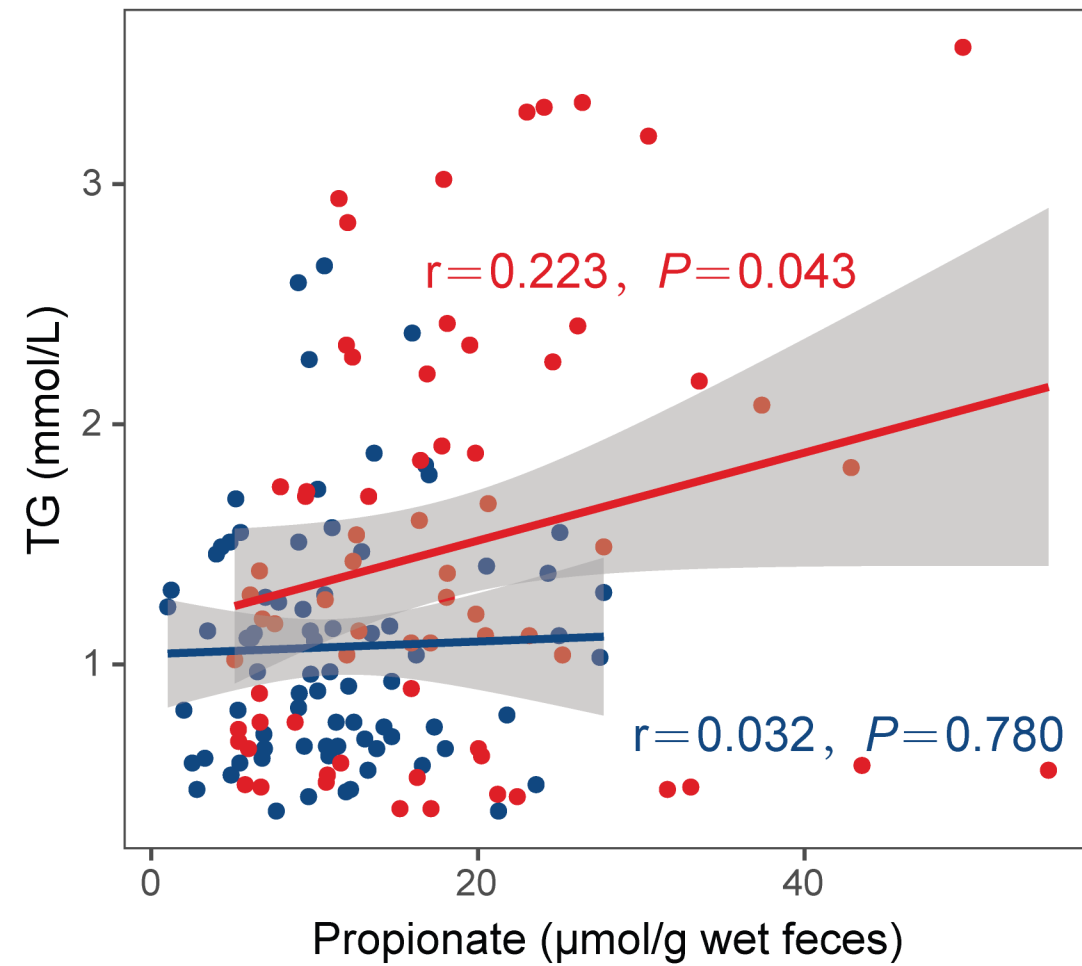 TG (mmol/L)
3
2
1
r=0.223, P=0.043
r=0.032, P=0.780
0
20
40
Propionate (μmol/g wet feces)